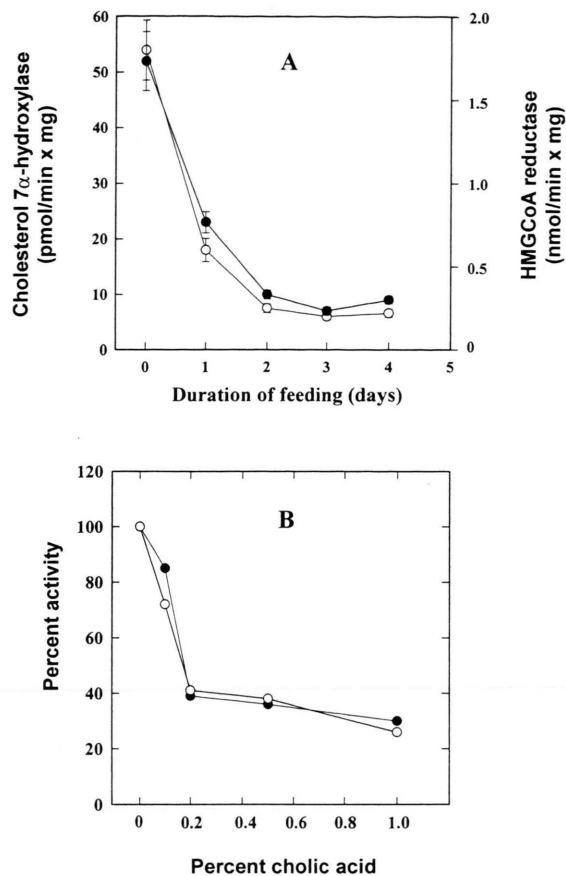 A
Cholesterol 7α-hydroxylase
(pmol/min x mg)
60
50
40
30
20
10
0
2.0
1.0
0.5
0
HMGCoA reductase
(nmol/min x mg)
0 1 2 3 4 5
Duration of feeding (days)
B
Percent activity
120
100
80
60
40
20
0
0 0.2 0.4 0.6 0.8 1.0
Percent cholic acid